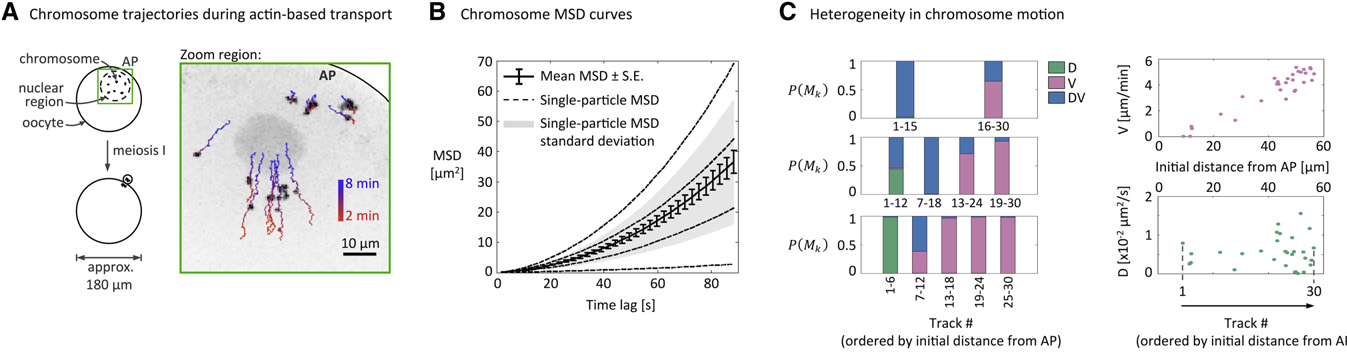 A Chromosome trajectories during actin-based transport
chromosome
AP
nuclear
region
oocyte
meiosis I
approx.
180 µm
Zoom region:
AP
8 min
2 min
10 µm
B Chromosome MSD curves
70
60
50
40
30
20
10
0
MSD
[µm²]
Mean MSD ± S.E.
Single-particle MSD
Single-particle MSD
standard deviation
0 20 40 60 80
Time lag [s]
C Heterogeneity in chromosome motion
D
V
DV
P(Mₖ)
1
0.5
0
1-15 16-30
P(Mₖ)
1
0.5
0
1-12 7-18 13-24 19-30
P(Mₖ)
1
0.5
0
1-6 7-12 13-18 19-24 25-30
Track #
(ordered by initial distance from AP)
V [µm/min]
6
4
2
0
0 20 40 60
Initial distance from AP [µm]
D [x10⁻² µm²/s]
2
1
0
0 20 40 60
1 30
Track #
(ordered by initial distance from AP